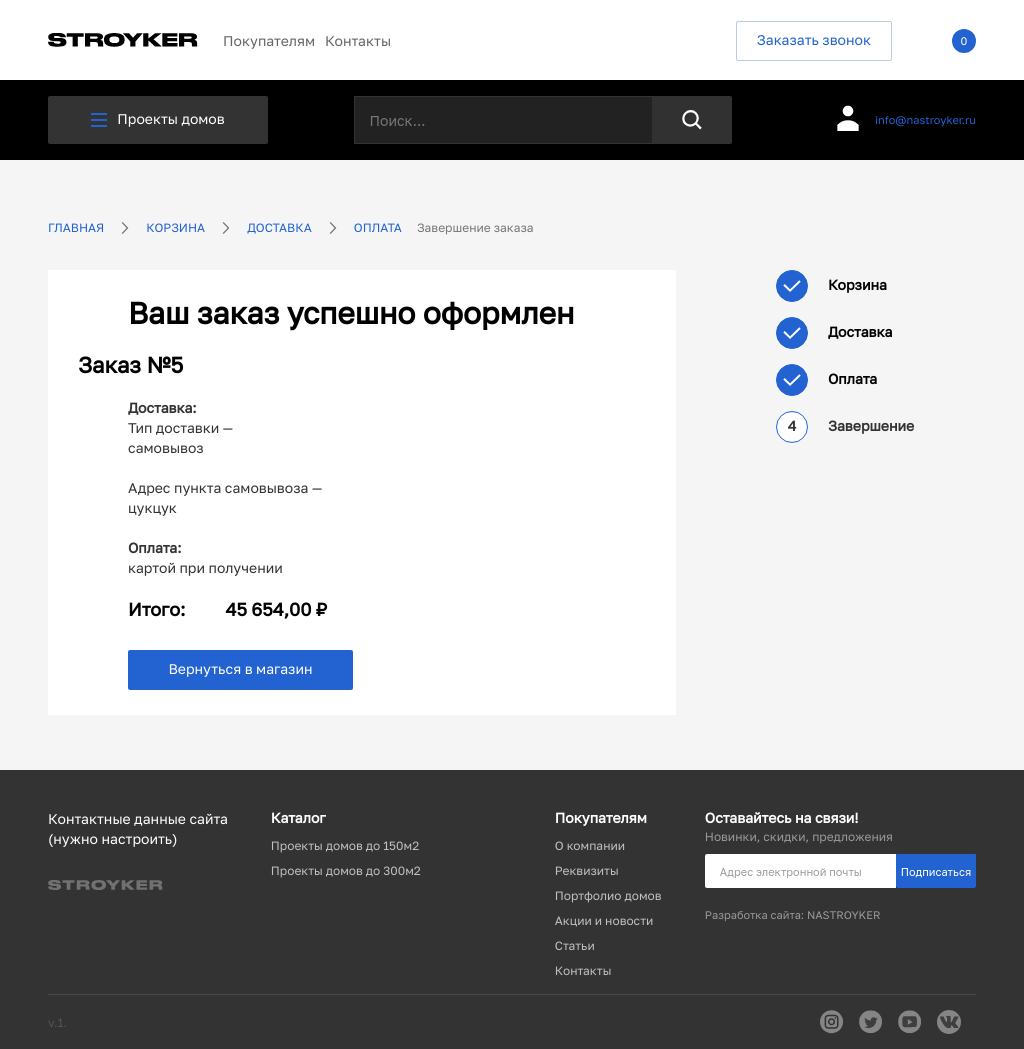 STROYKER
Покупателям Контакты
Заказать звонок
0
Проекты домов
Поиск...
info@nastroyker.ru
ГЛАВНАЯ КОРЗИНА ДОСТАВКА ОПЛАТА Завершение заказа
Ваш заказ успешно оформлен
Заказ №5
Доставка:
Тип доставки —
самовывоз
Адрес пункта самовывоза —
цукцук
Оплата:
картой при получении
Итого: 45 654,00 ₽
Вернуться в магазин
Корзина
Доставка
Оплата
4 Завершение
Контактные данные сайта
(нужно настроить)
STROYKER
Каталог
Проекты домов до 150м2
Проекты домов до 300м2
Покупателям
О компании
Реквизиты
Портфолио домов
Акции и новости
Статьи
Контакты
Оставайтесь на связи!
Новинки, скидки, предложения
Адрес электронной почты
Подписаться
Разработка сайта: NASTROYKER
v.1.